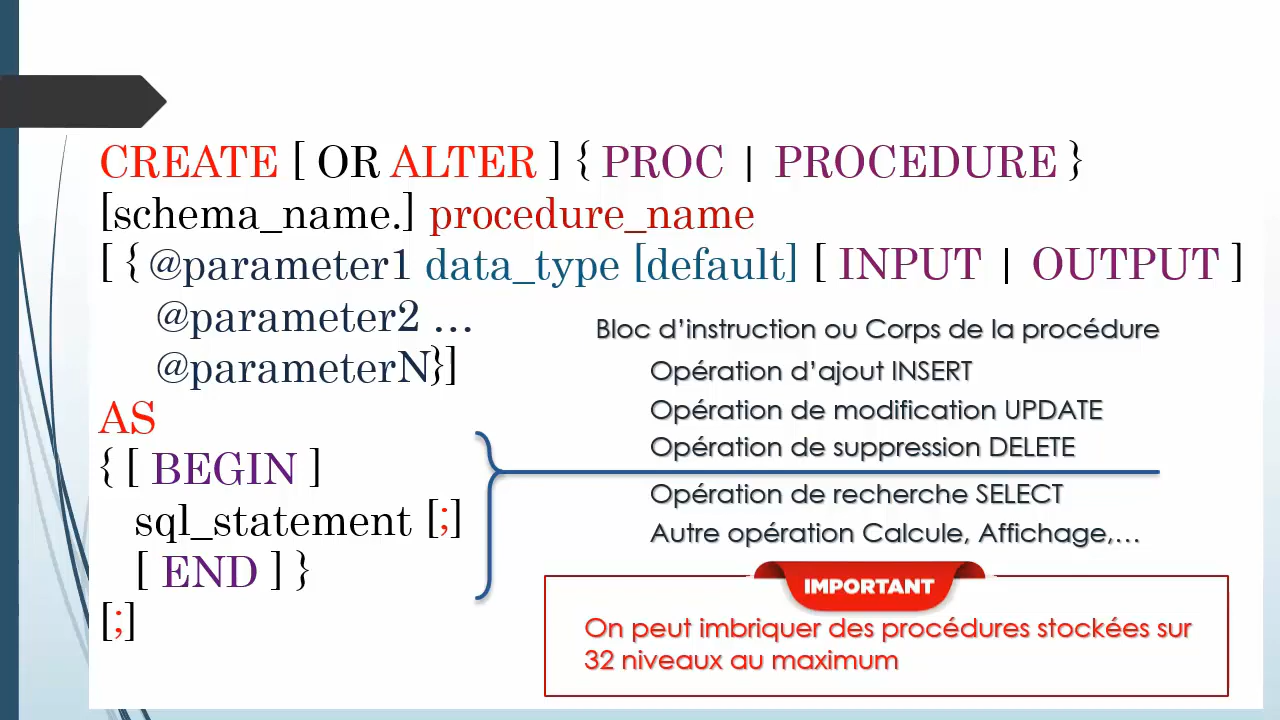 CREATE [ OR ALTER ] { PROC | PROCEDURE }
[schema_name.] procedure_name
[ { @parameter1 data_type [default] [ INPUT | OUTPUT ]
@parameter2 ...
@parameterN}]
AS
{ [ BEGIN ]
sql_statement [;]
[ END ] }
[;]
Bloc d’instruction ou Corps de la procédure
Opération d’ajout INSERT
Opération de modification UPDATE
Opération de suppression DELETE
Opération de recherche SELECT
Autre opération Calcule, Affichage,…
IMPORTANT
On peut imbriquer des procédures stockées sur
32 niveaux au maximum